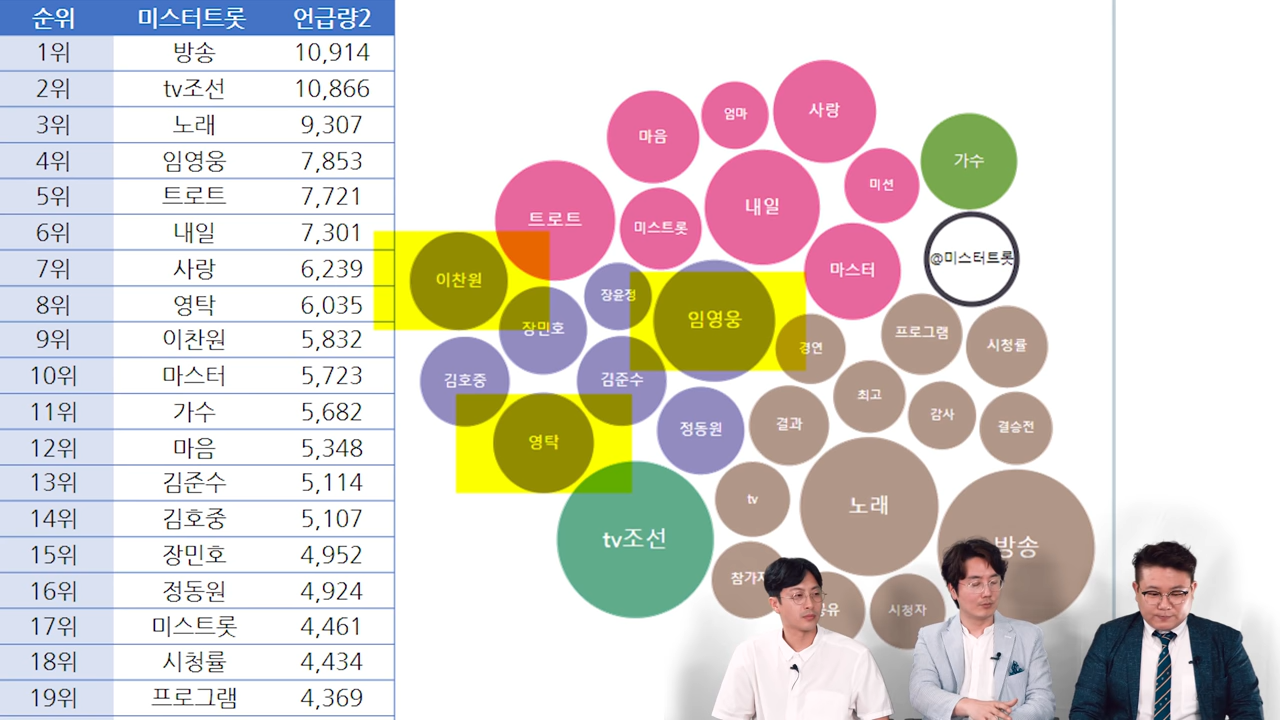 순위 미스터트롯 언급량2
1위 방송 10,914
2위 tv조선 10,866
3위 노래 9,307
4위 임영웅 7,853
5위 트로트 7,721
6위 내일 7,301
7위 사랑 6,239
8위 영탁 6,035
9위 이찬원 5,832
10위 마스터 5,723
11위 가수 5,682
12위 마음 5,348
13위 김준수 5,114
14위 김호중 5,107
15위 장민호 4,952
16위 정동원 4,924
17위 미스트롯 4,461
18위 시청률 4,434
19위 프로그램 4,369
사랑
엄마
마음
가수
미션
내일
트로트
미스트롯
@미스터트롯
마스터
이찬원
장윤정
임영웅
장민호
프로그램
시청률
경연
김호중
김준수
최고
감사
결과
결승전
정동원
영탁
tv
노래
tv조선
방송
참가자
시청자